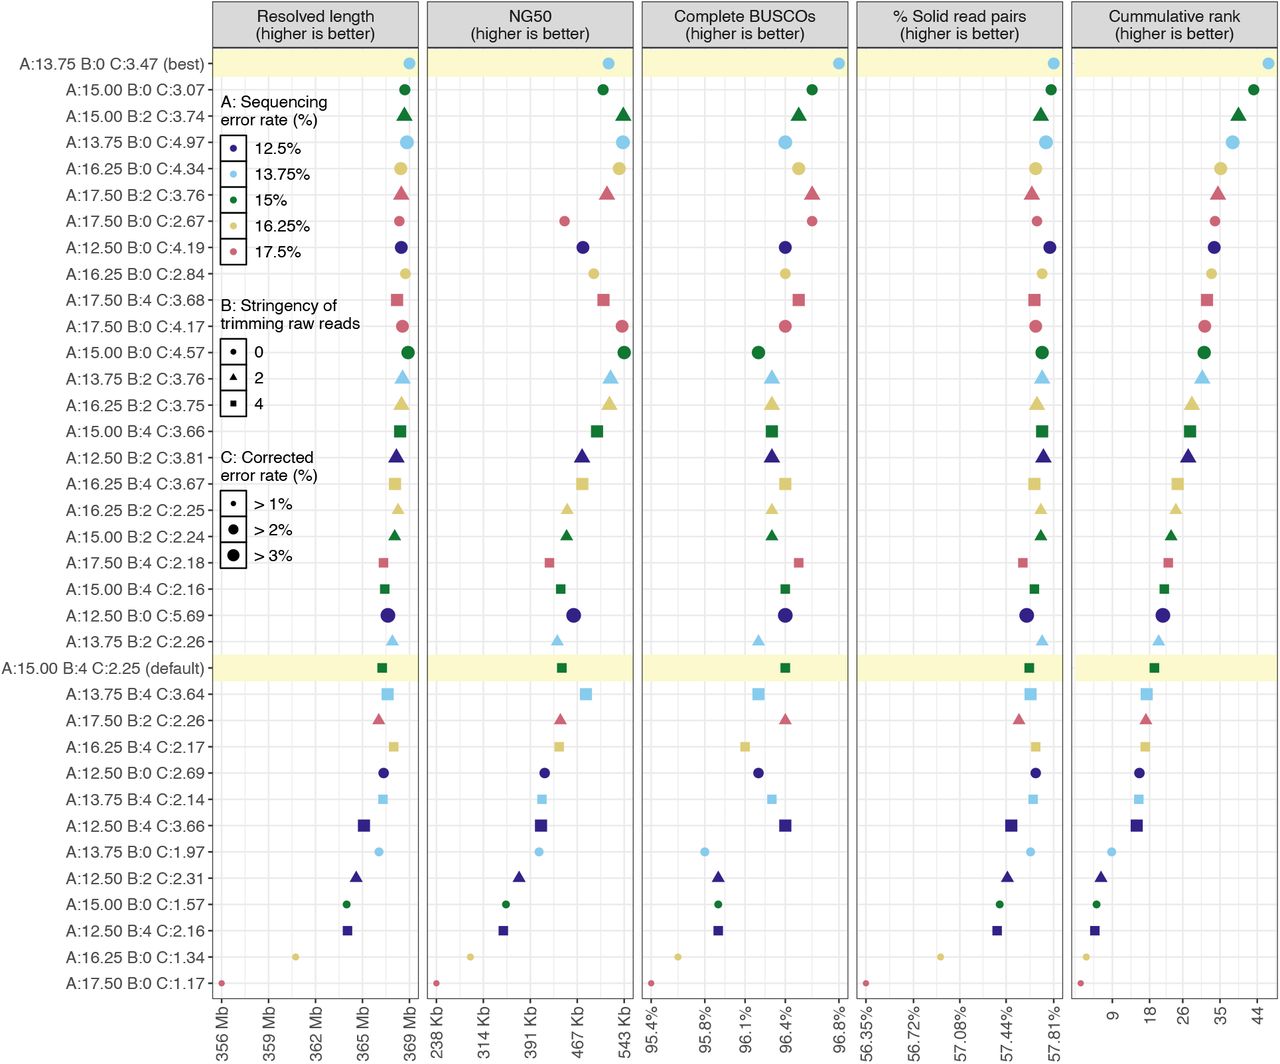 Resolved length
(higher is better)
NG50
(higher is better)
Complete BUSCOs
(higher is better)
% Solid read pairs
(higher is better)
Cummulative rank
(higher is better)
A:13.75 B:0 C:3.47 (best)
A:15.00 B:0 C:3.07
A:15.00 B:2 C:3.74
A:13.75 B:0 C:4.97
A:16.25 B:0 C:4.34
A:17.50 B:2 C:3.76
A:17.50 B:0 C:2.67
A:12.50 B:0 C:4.19
A:16.25 B:0 C:2.84
A:17.50 B:4 C:3.68
A:17.50 B:0 C:4.17
A:15.00 B:0 C:4.57
A:13.75 B:2 C:3.76
A:16.25 B:2 C:3.75
A:15.00 B:4 C:3.66
A:12.50 B:2 C:3.81
A:16.25 B:4 C:3.67
A:16.25 B:2 C:2.25
A:15.00 B:2 C:2.24
A:17.50 B:4 C:2.18
A:15.00 B:4 C:2.16
A:12.50 B:0 C:5.69
A:13.75 B:2 C:2.26
A:15.00 B:4 C:2.25 (default)
A:13.75 B:4 C:3.64
A:17.50 B:2 C:2.26
A:16.25 B:4 C:2.17
A:12.50 B:0 C:2.69
A:13.75 B:4 C:2.14
A:12.50 B:4 C:3.66
A:13.75 B:0 C:1.97
A:12.50 B:2 C:2.31
A:15.00 B:0 C:1.57
A:12.50 B:4 C:2.16
A:16.25 B:0 C:1.34
A:17.50 B:0 C:1.17
A: Sequencing
error rate (%)
12.5%
13.75%
15%
16.25%
17.5%
B: Stringency of
trimming raw reads
0
2
4
C: Corrected
error rate (%)
> 1%
> 2%
> 3%
356 Mb
359 Mb
362 Mb
365 Mb
369 Mb
238 Kb
314 Kb
391 Kb
467 Kb
543 Kb
95.4%
95.8%
96.1%
96.4%
96.8%
56.35%
56.72%
57.08%
57.44%
57.81%
9
18
26
35
44